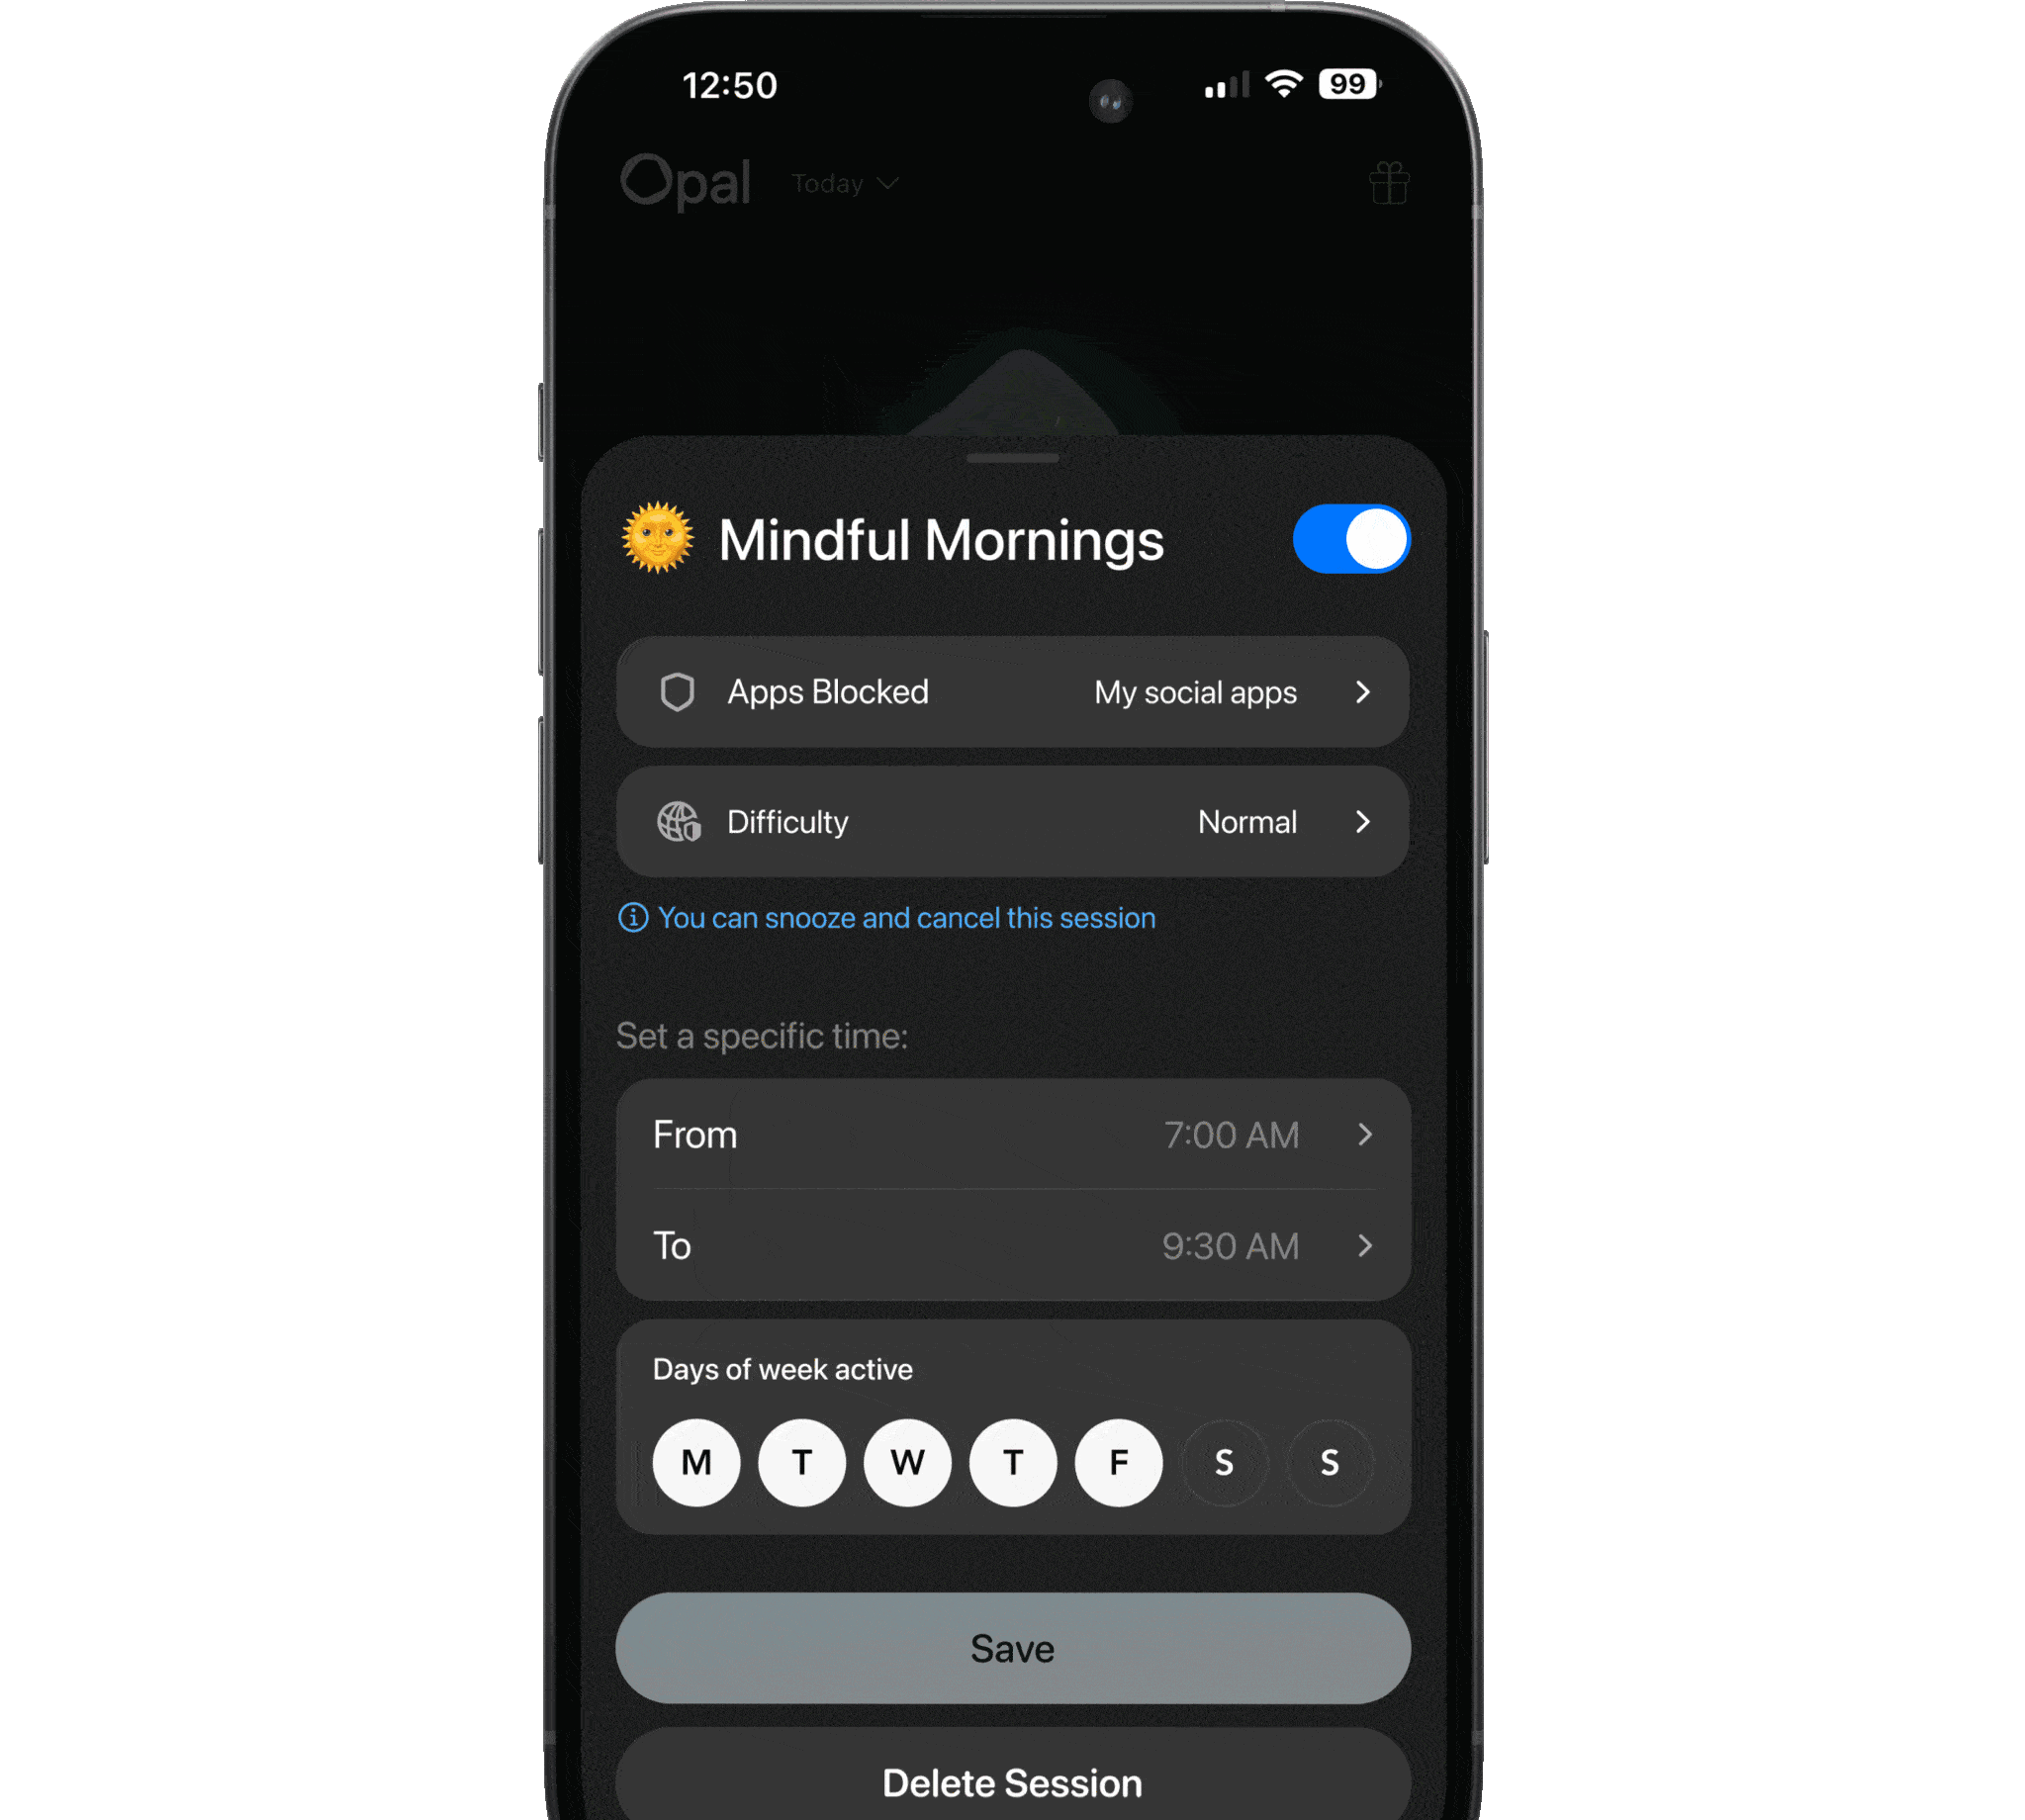 12:50
99
Opal Today
Mindful Mornings
Apps Blocked My social apps
Difficulty Normal
You can snooze and cancel this session
Set a specific time:
From 7:00 AM
To 9:30 AM
Days of week active
M T W T F S S
Save
Delete Session